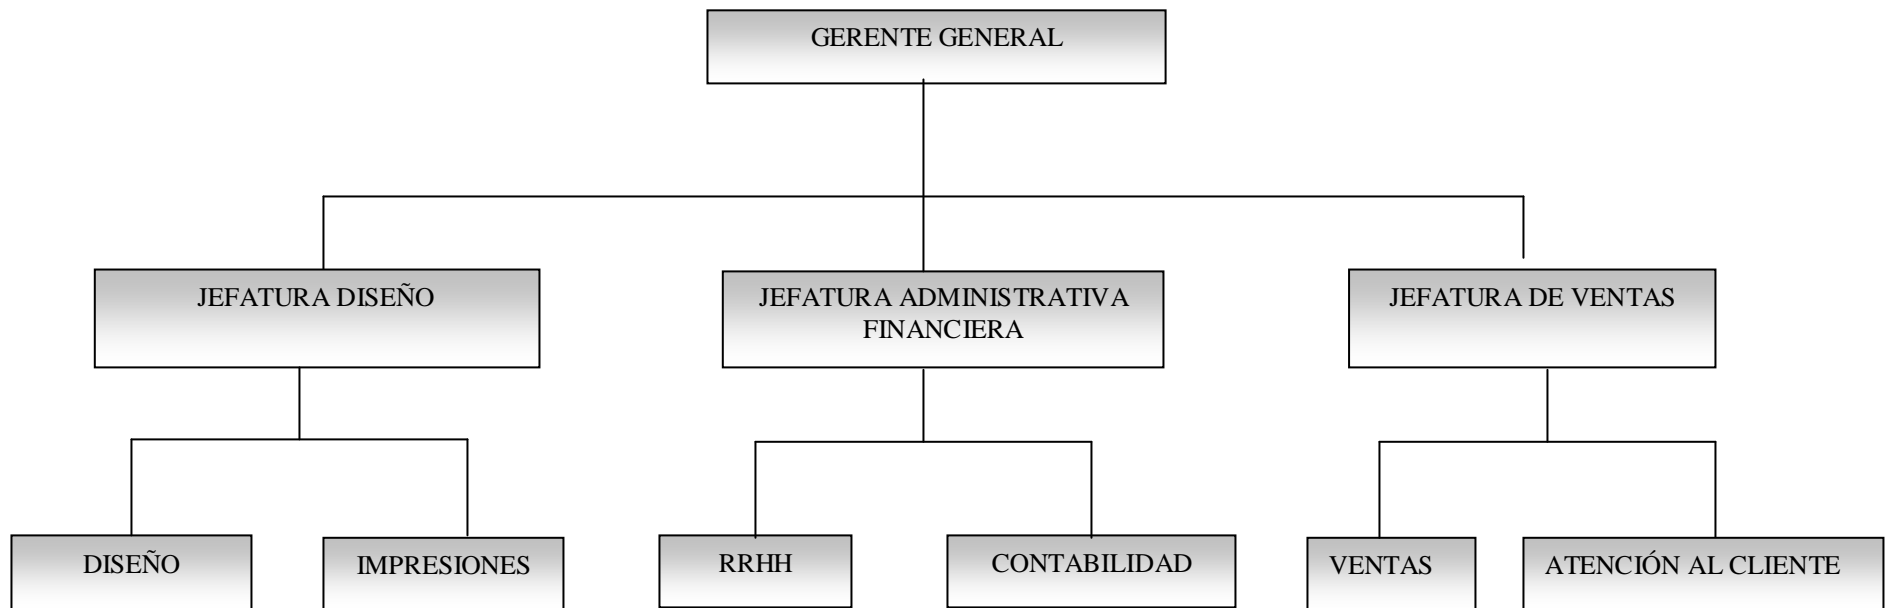 GERENTE GENERAL
JEFATURA DISEÑO
JEFATURA ADMINISTRATIVA
FINANCIERA
JEFATURA DE VENTAS
DISEÑO
IMPRESIONES
RRHH
CONTABILIDAD
VENTAS
ATENCIÓN AL CLIENTE